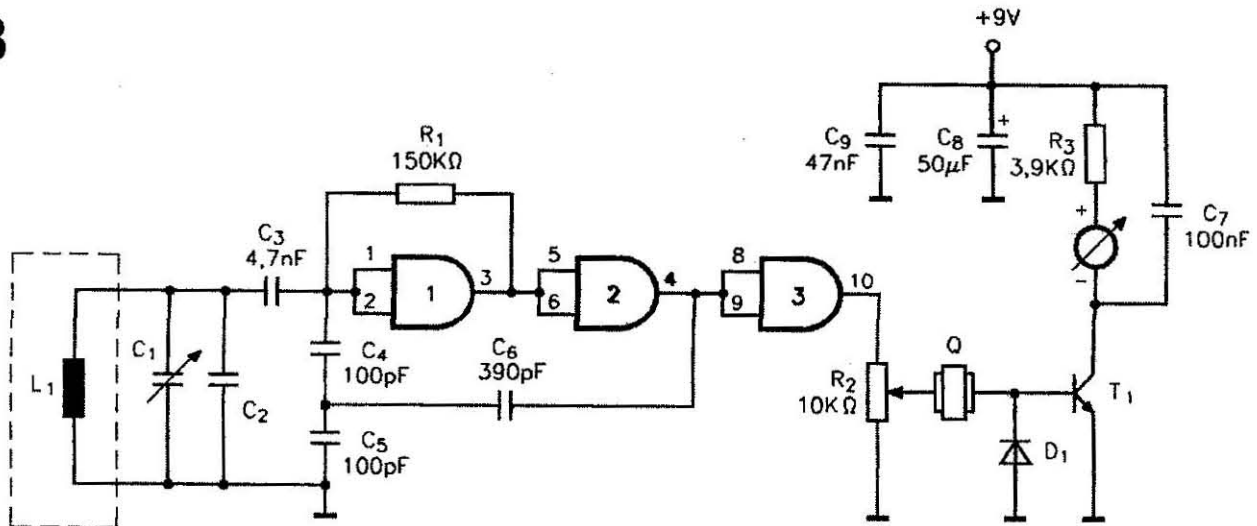 B
+9V
R1
150KΩ
C9
47nF
C8
50µF
+
R3
3,9KΩ
+
-
C7
100nF
C3
4,7nF
1
2
1
3
5
6
2
4
8
9
3
10
L1
C1
C2
C4
100pF
C6
390pF
C5
100pF
R2
10KΩ
Q
D1
T1